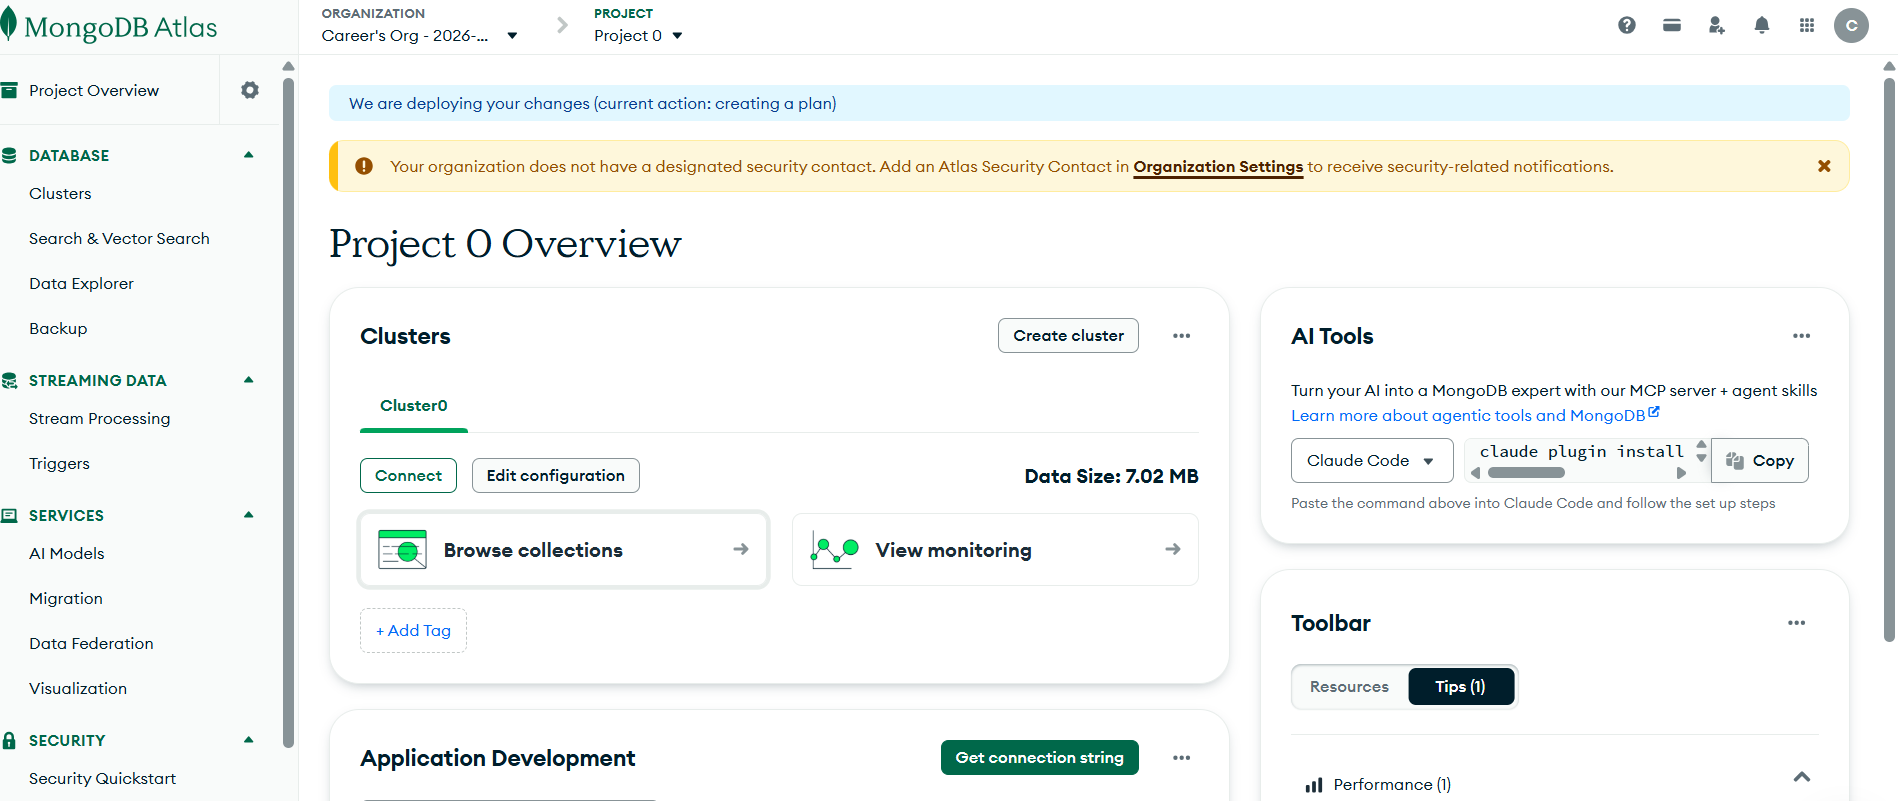 MongoDB Atlas
ORGANIZATION
Career's Org - 2026-...
PROJECT
Project 0
C
Project Overview
DATABASE
Clusters
Search & Vector Search
Data Explorer
Backup
STREAMING DATA
Stream Processing
Triggers
SERVICES
AI Models
Migration
Data Federation
Visualization
SECURITY
Security Quickstart
We are deploying your changes (current action: creating a plan)
Your organization does not have a designated security contact. Add an Atlas Security Contact in Organization Settings to receive security-related notifications.
Project 0 Overview
Clusters
Create cluster
Cluster0
Connect
Edit configuration
Data Size: 7.02 MB
Browse collections
View monitoring
+ Add Tag
Application Development
Get connection string
AI Tools
Turn your AI into a MongoDB expert with our MCP server + agent skills
Learn more about agentic tools and MongoDB
Claude Code
claude plugin install
Copy
Paste the command above into Claude Code and follow the set up steps
Toolbar
Resources
Tips (1)
Performance (1)